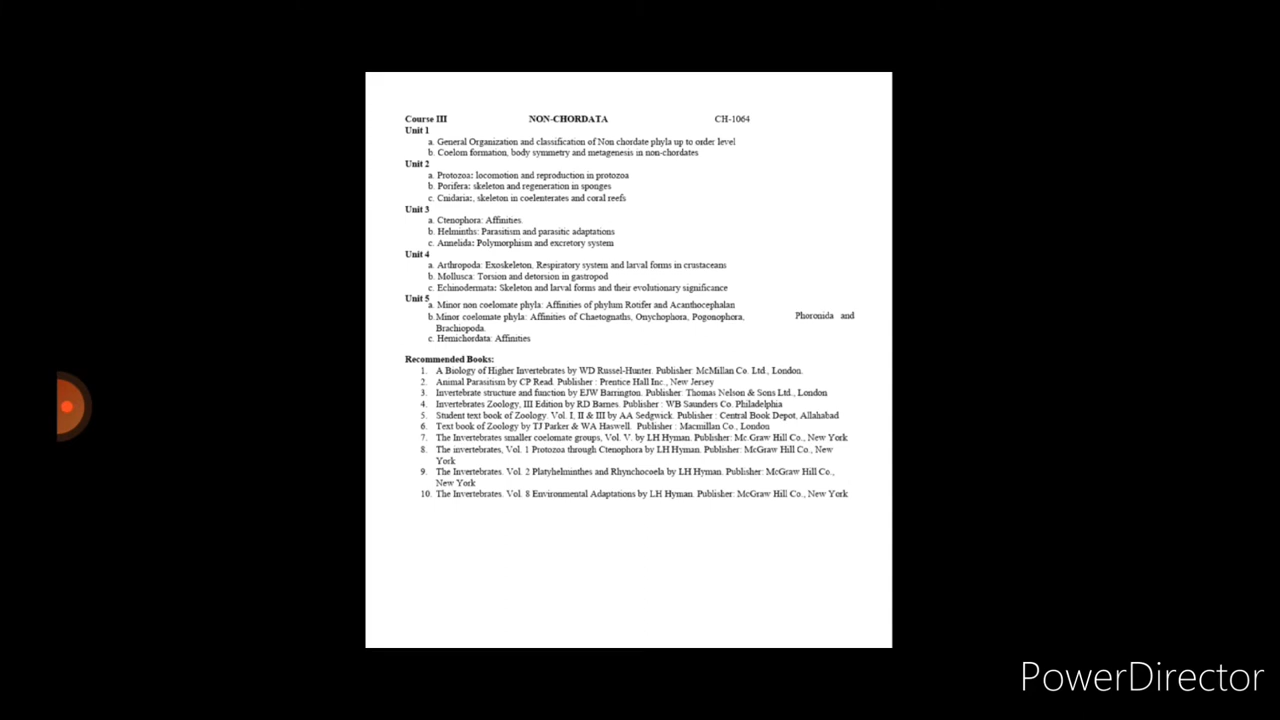 Course III NON-CHORDATA CH-1064
Unit 1
a. General Organization and classification of Non chordate phyla up to order level
b. Coelom formation, body symmetry and metagenesis in non-chordates
Unit 2
a. Protozoa: locomotion and reproduction in protozoa
b. Porifera: skeleton and regeneration in sponges
c. Cnidaria:, skeleton in coelenterates and coral reefs
Unit 3
a. Ctenophora: Affinities.
b. Helminths: Parasitism and parasitic adaptations
c. Annelida: Polymorphism and excretory system
Unit 4
a. Arthropoda: Exoskeleton, Respiratory system and larval forms in crustaceans
b. Mollusca: Torsion and detorsion in gastropod
c. Echinodermata: Skeleton and larval forms and their evolutionary significance
Unit 5
a. Minor non coelomate phyla: Affinities of phylum Rotifer and Acanthocephalan
b. Minor coelomate phyla: Affinities of Chaetognaths, Onychophora, Pogonophora, Phoronida and
Brachiopoda.
c. Hemichordata: Affinities
Recommended Books:
1. A Biology of Higher Invertebrates by WD Russel-Hunter. Publisher: McMillan Co. Ltd., London.
2. Animal Parasitism by CP Read. Publisher : Prentice Hall Inc., New Jersey
3. Invertebrate structure and function by EJW Barrington. Publisher: Thomas Nelson & Sons Ltd., London
4. Invertebrates Zoology, III Edition by RD Barnes. Publisher : WB Saunders Co. Philadelphia
5. Student text book of Zoology. Vol. I, II & III by AA Sedgwick. Publisher : Central Book Depot, Allahabad
6. Text book of Zoology by TJ Parker & WA Haswell. Publisher : Macmillan Co., London
7. The Invertebrates smaller coelomate groups, Vol. V. by LH Hyman. Publisher: Mc.Graw Hill Co., New York
8. The invertebrates, Vol. 1 Protozoa through Ctenophora by LH Hyman. Publisher: McGraw Hill Co., New
York
9. The Invertebrates. Vol. 2 Platyhelminthes and Rhynchocoela by LH Hyman. Publisher: McGraw Hill Co.,
New York
10. The Invertebrates. Vol. 8 Environmental Adaptations by LH Hyman. Publisher: McGraw Hill Co., New York
PowerDirector